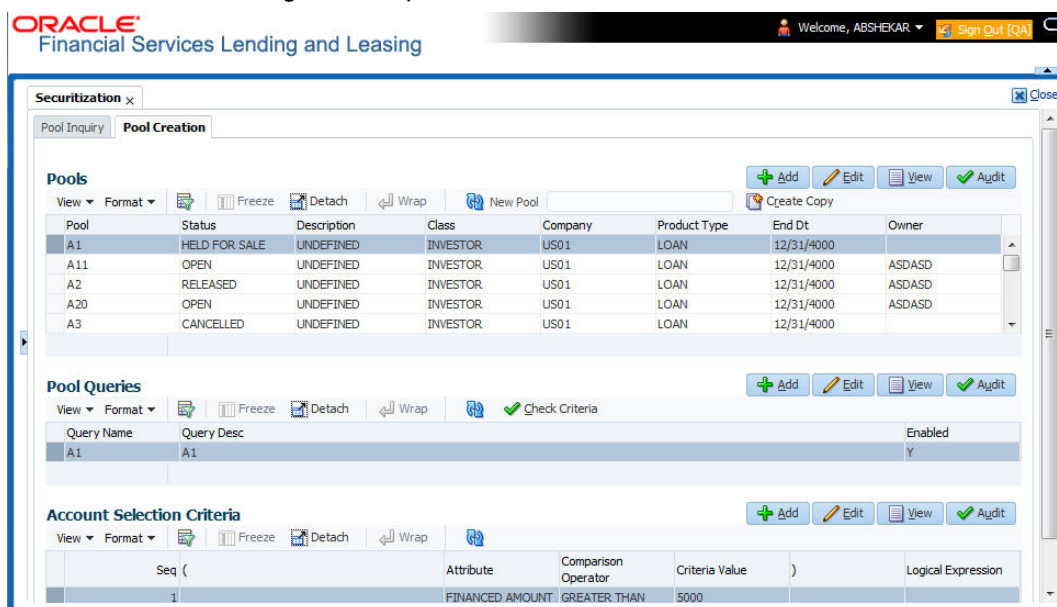 ORACLE®
Financial Services Lending and Leasing
Welcome, ABSHEKAR Sign Out [QA]
Securitization Close
Pool Inquiry Pool Creation
Pools Add Edit View Audit
View Format Freeze Detach Wrap New Pool Create Copy
Pool Status Description Class Company Product Type End Dt Owner
A1 HELD FOR SALE UNDEFINED INVESTOR US01 LOAN 12/31/4000
A11 OPEN UNDEFINED INVESTOR US01 LOAN 12/31/4000 ASDASD
A2 RELEASED UNDEFINED INVESTOR US01 LOAN 12/31/4000 ASDASD
A20 OPEN UNDEFINED INVESTOR US01 LOAN 12/31/4000 ASDASD
A3 CANCELLED UNDEFINED INVESTOR US01 LOAN 12/31/4000
Pool Queries Add Edit View Audit
View Format Freeze Detach Wrap Check Criteria
Query Name Query Desc Enabled
A1 A1 Y
Account Selection Criteria Add Edit View Audit
View Format Freeze Detach Wrap
Seq ( Attribute Comparison Operator Criteria Value ) Logical Expression
1 FINANCED AMOUNT GREATER THAN 5000